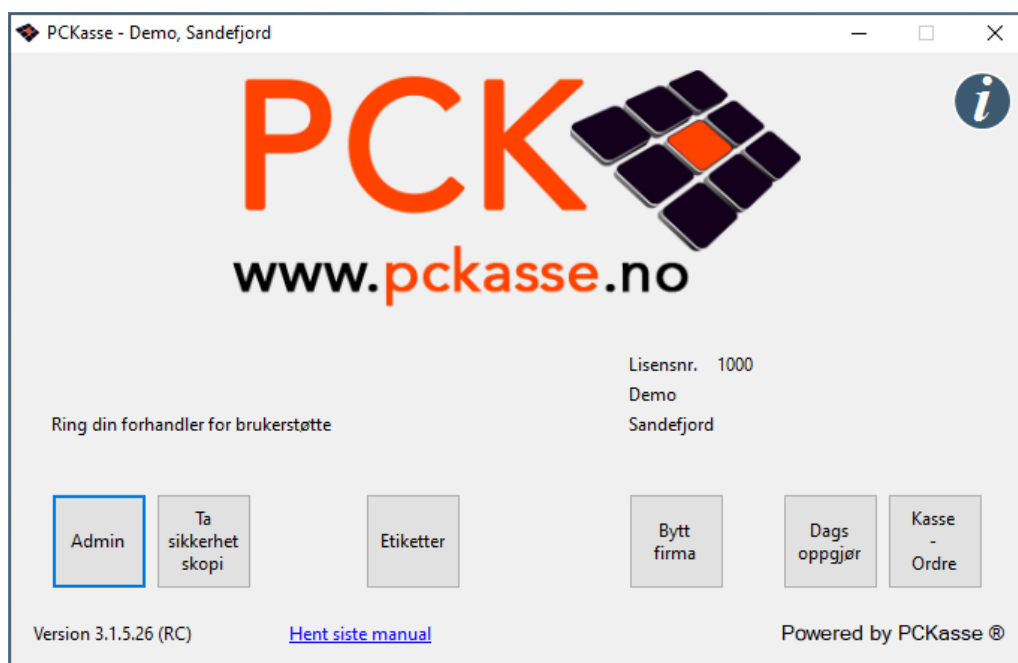 PCKasse - Demo, Sandefjord
PCK
i
www.pckasse.no
Lisensnr. 1000
Demo
Ring din forhandler for brukerstøtte
Sandefjord
Admin
Ta
sikkerhet
skopi
Etiketter
Bytt
firma
Dags
oppgjør
Kasse
-
Ordre
Version 3.1.5.26 (RC)
Hent siste manual
Powered by PCKasse ®